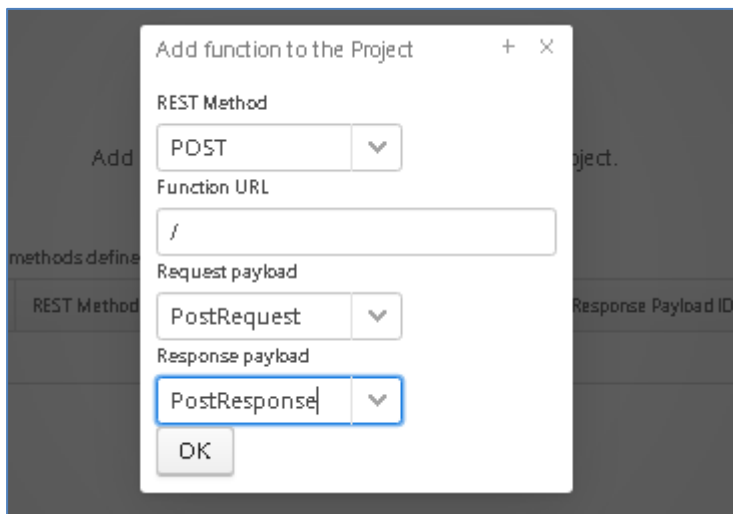 Add function to the Project + ×
REST Method
POST
Add
oject.
Function URL
/
methods define
Request payload
REST Method
PostRequest
Response Payload ID
Response payload
PostResponse
OK